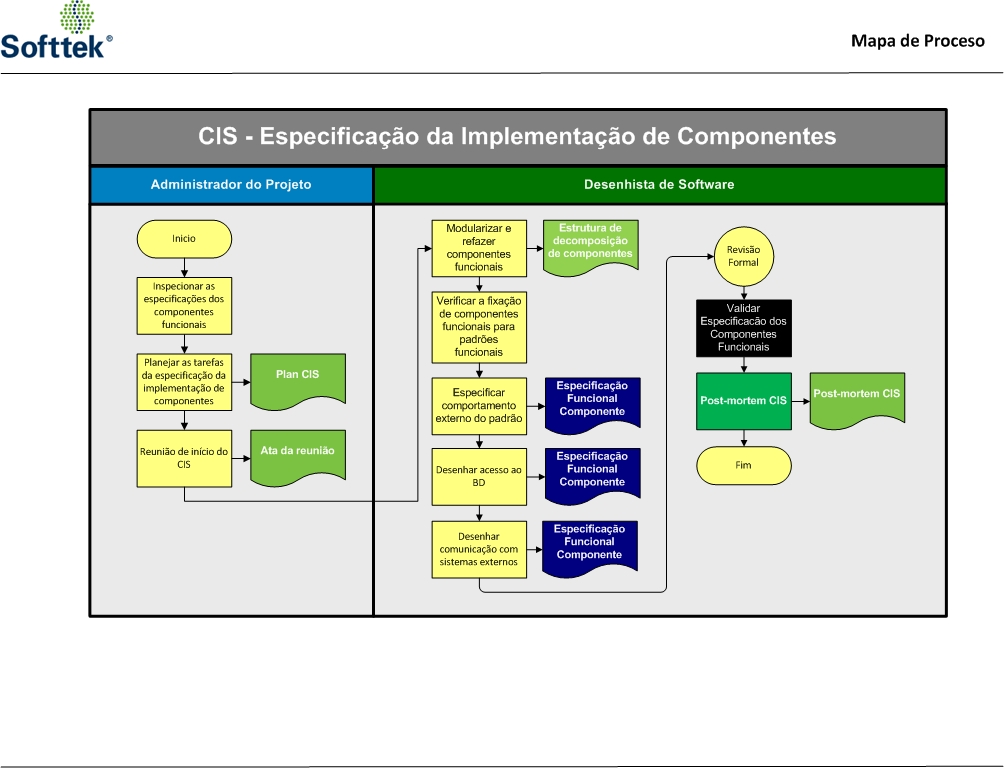 Softtek®
Mapa de Proceso
CIS - Especificação da Implementação de Componentes
Administrador do Projeto
Desenhista de Software
Inicio
Inspecionar as
especificações dos
componentes
funcionais
Planejar as tarefas
da especificação da
implementação de
componentes
Plan CIS
Reunião de início do
CIS
Ata da reunião
Modularizar e
refazer
componentes
funcionais
Estrutura de
decomposição
de componentes
Verificar a fixação
de componentes
funcionais para
padrões
funcionais
Especificar
comportamento
externo do padrão
Especificação
Funcional
Componente
Desenhar acesso ao
BD
Especificação
Funcional
Componente
Desenhar
comunicação com
sistemas externos
Especificação
Funcional
Componente
Revisão
Formal
Validar
Especificacão dos
Componentes
Funcionais
Post-mortem CIS
Post-mortem CIS
Fim